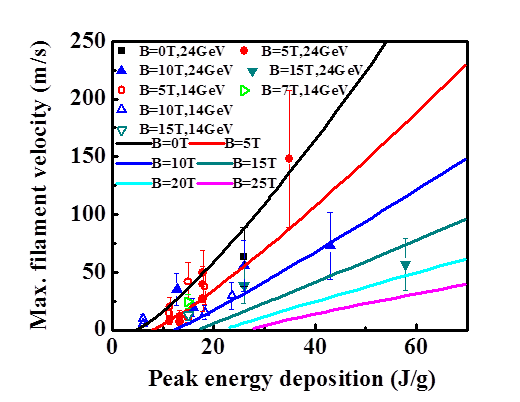 250
200
150
100
50
0
0 20 40 60
Max. filament velocity (m/s)
Peak energy deposition (J/g)
B=0T,24GeV B=5T,24GeV
B=10T,24GeV B=15T,24GeV
B=5T,14GeV B=7T,14GeV
B=10T,14GeV
B=15T,14GeV
B=0T B=5T
B=10T B=15T
B=20T B=25T